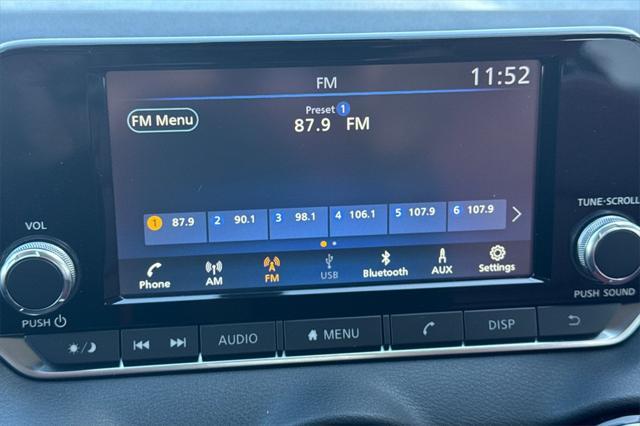 FM
11:52
FM Menu
Preset 1
87.9 FM
1 87.9 2 90.1 3 98.1 4 106.1 5 107.9 6 107.9
Phone AM FM USB Bluetooth AUX Settings
VOL
PUSH
TUNE·SCROLL
PUSH SOUND
AUDIO MENU DISP